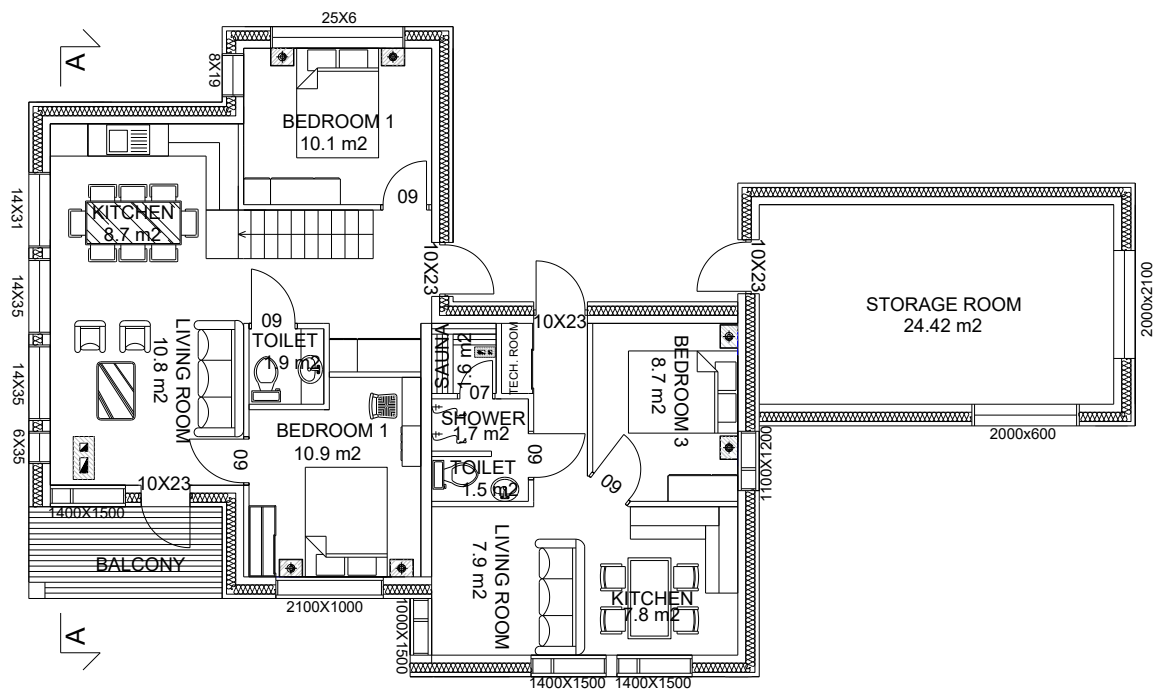 25X6
A
8X19
BEDROOM 1
10.1 m2
09
14X31
KITCHEN
8.7 m2
10X23
10X23
2000X2100
STORAGE ROOM
24.42 m2
14X35
09
TOILET
1.9 m2
LIVING ROOM
10.8 m2
10X23
SAUNA
1.6 m2
TECH. ROOM
BEDROOM 3
8.7 m2
14X35
07
SHOWER
1.7 m2
BEDROOM 1
10.9 m2
2000x600
6X35
09
09
TOILET
1.5 m2
09
1100X1200
10X23
1400X1500
BALCONY
LIVING ROOM
7.9 m2
KITCHEN
7.8 m2
2100X1000
1000X1500
A
1400X1500
1400X1500